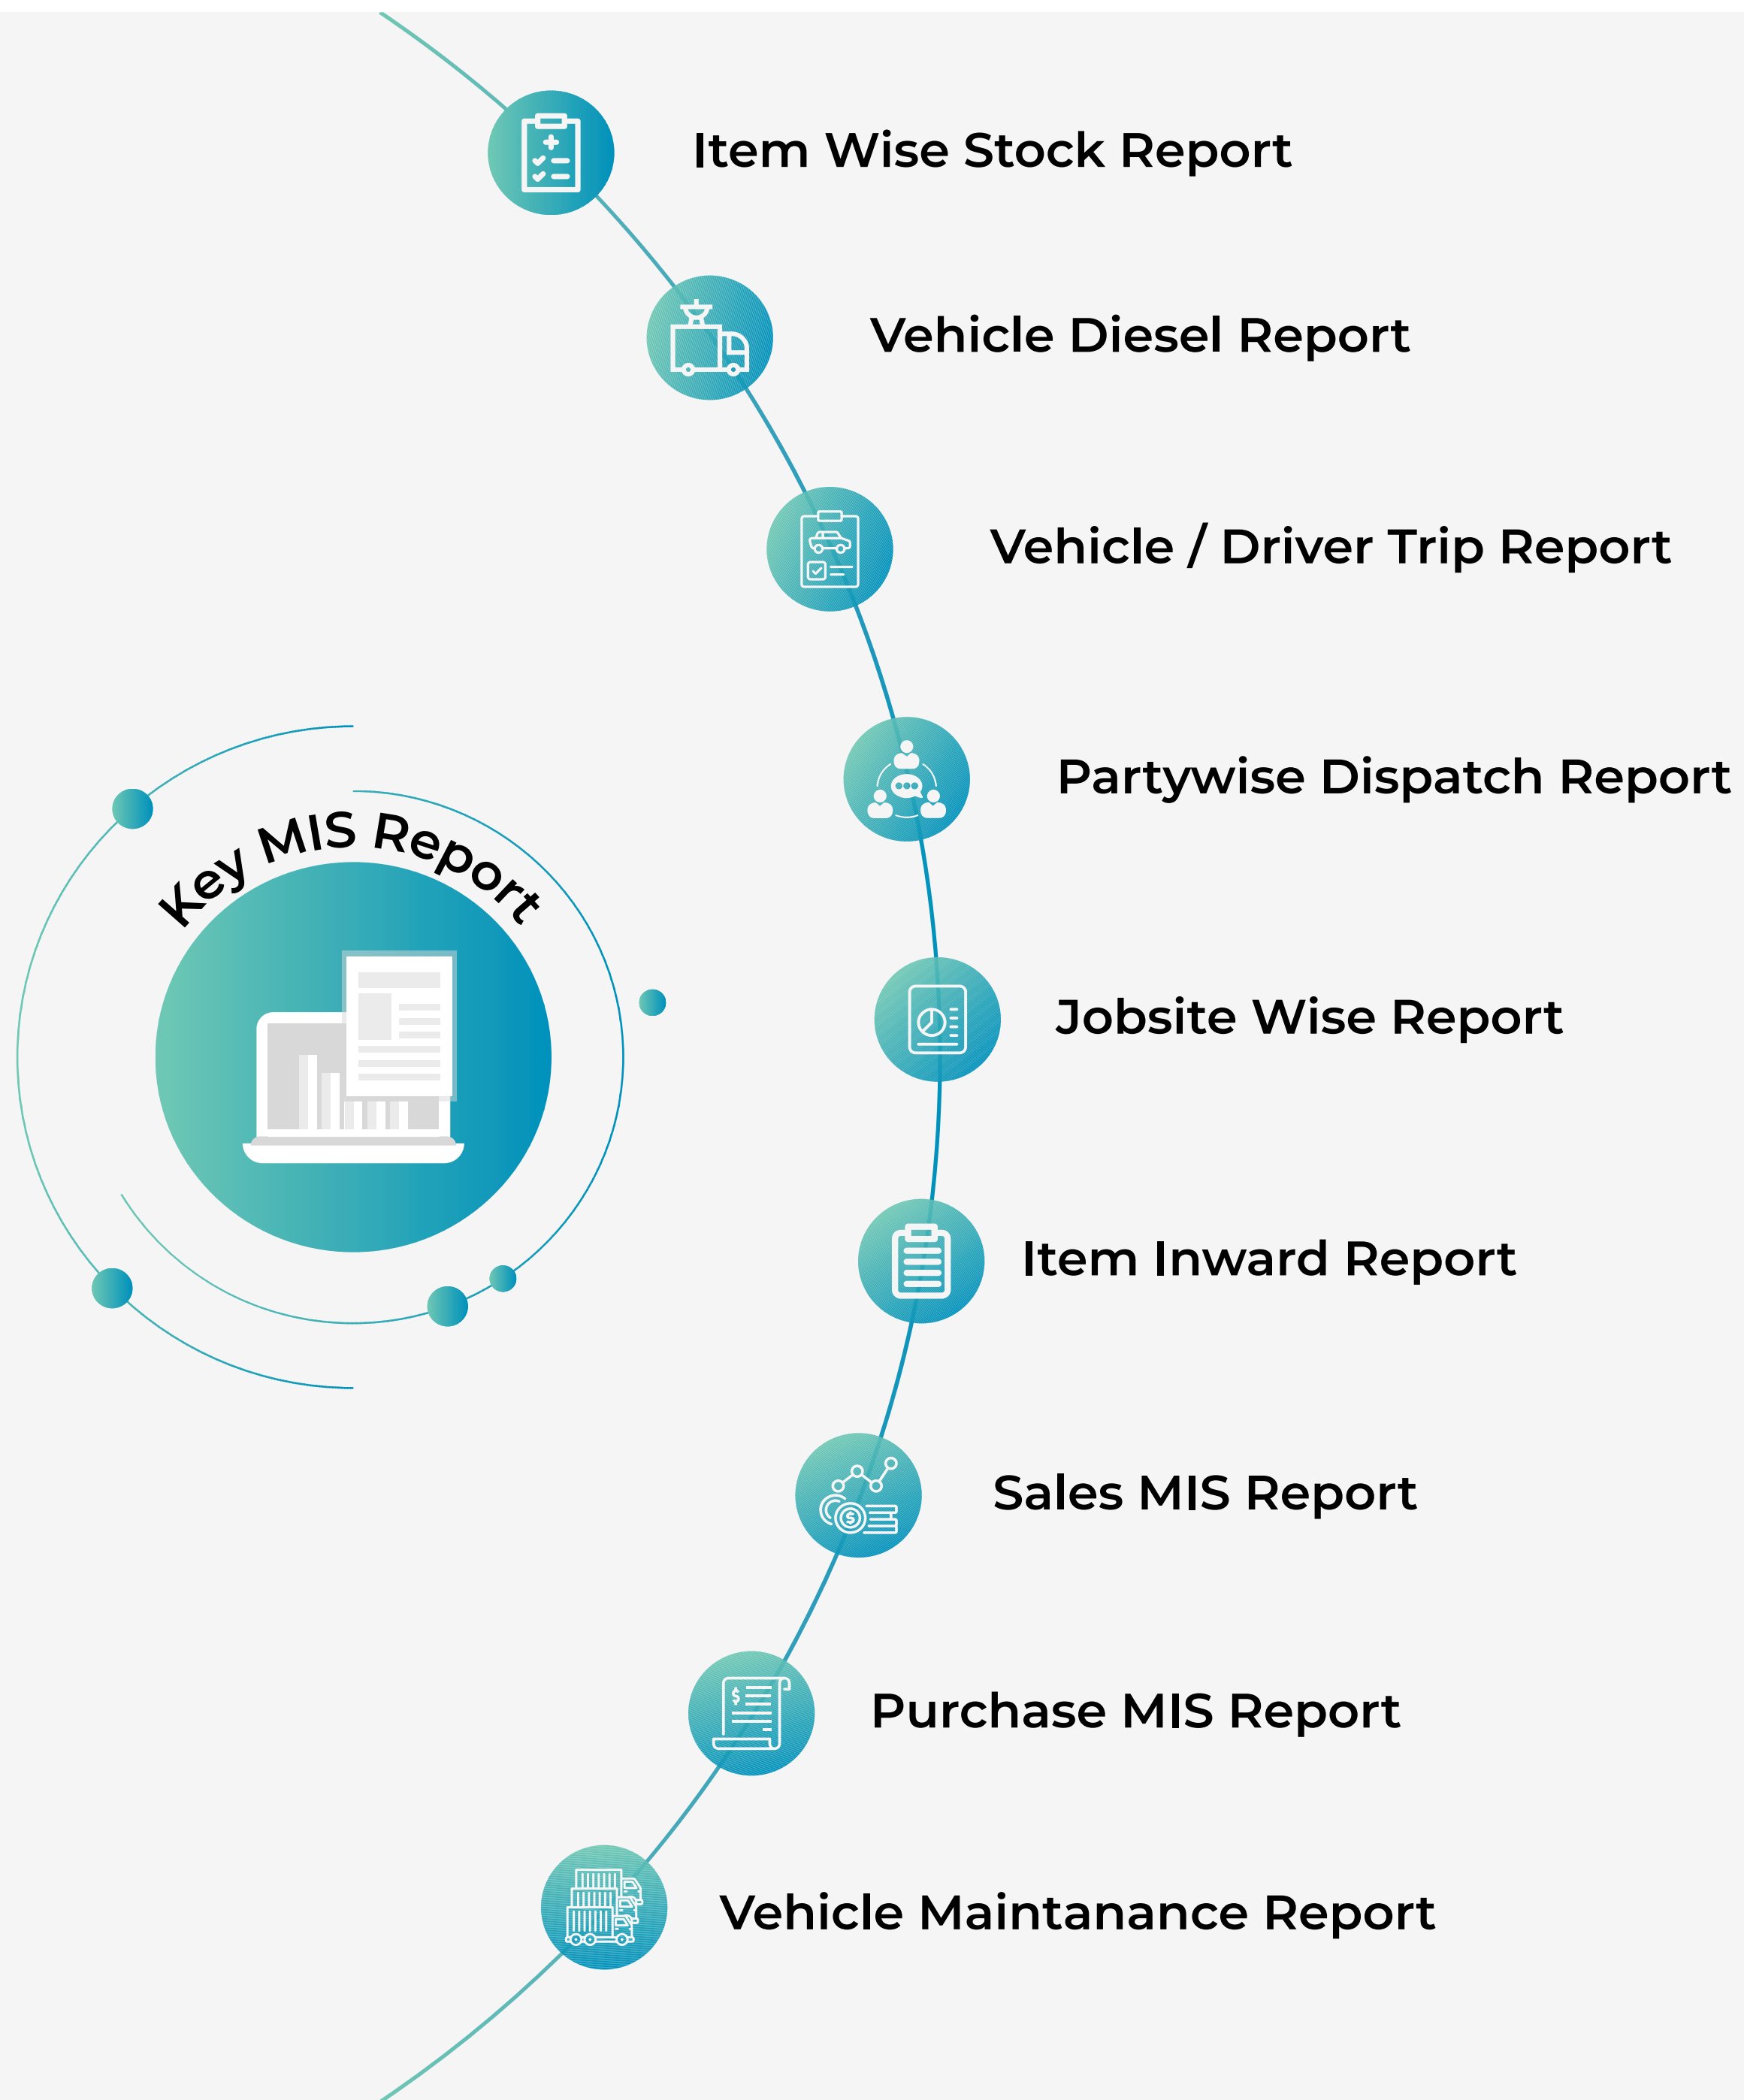 Item Wise Stock Report
Vehicle Diesel Report
Vehicle / Driver Trip Report
Partywise Dispatch Report
Key MIS Report
Jobsite Wise Report
Item Inward Report
Sales MIS Report
Purchase MIS Report
Vehicle Maintanance Report